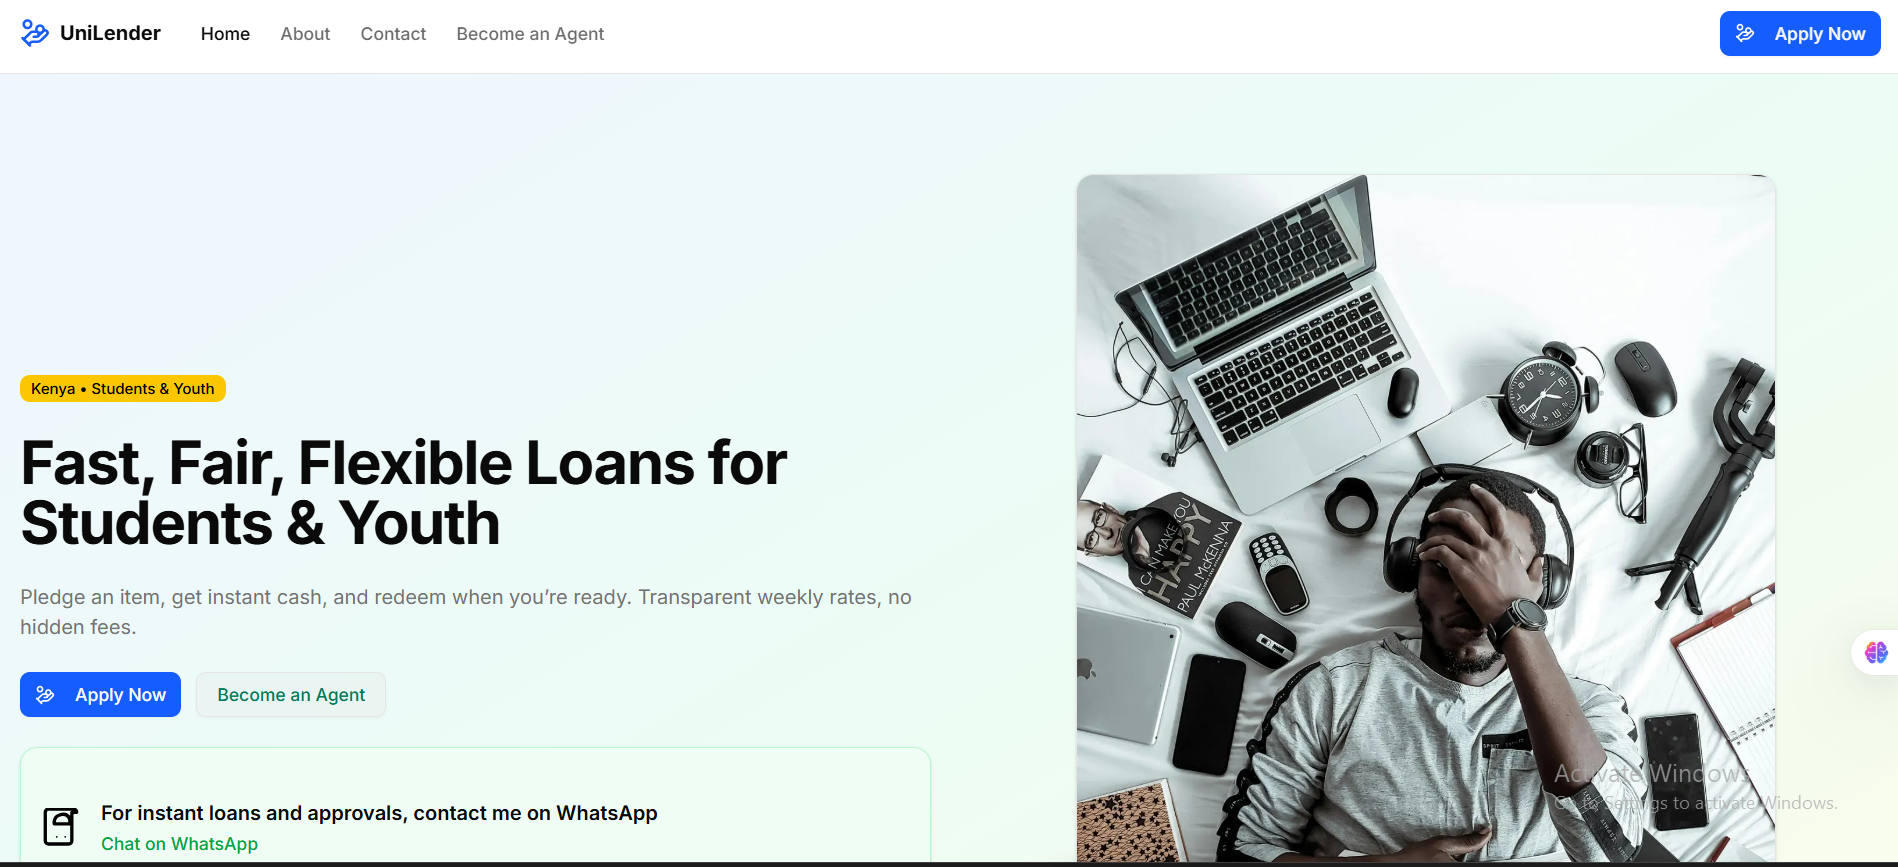 UniLender
Home
About
Contact
Become an Agent
Apply Now
Kenya • Students & Youth
Fast, Fair, Flexible Loans for
Students & Youth
Pledge an item, get instant cash, and redeem when you’re ready. Transparent weekly rates, no
hidden fees.
Apply Now
Become an Agent
For instant loans and approvals, contact me on WhatsApp
Chat on WhatsApp
I CAN MAKE YOU
HAPPY
PAUL McKENNA
Activate Windows
Go to Settings to activate Windows.